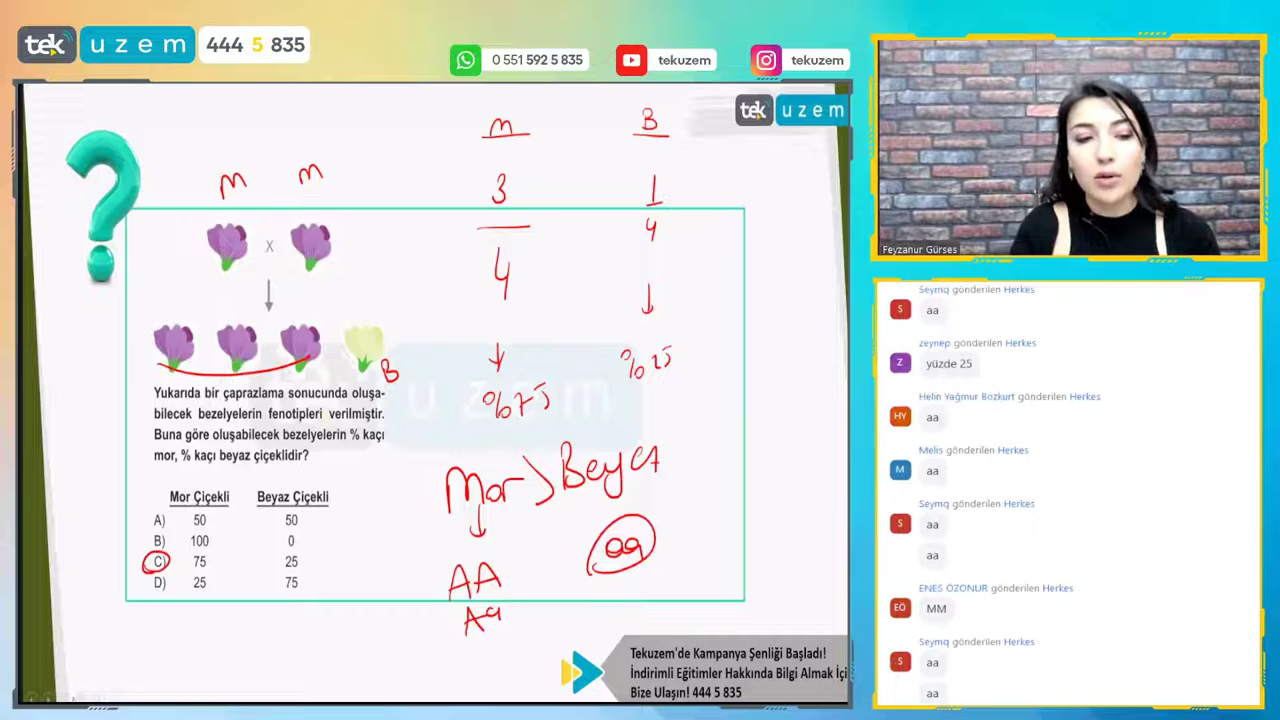 tek uzem 444 5 835
0 551 592 5 835
tekuzem
tekuzem
tek uzem
M B
M M
3 1
4 4
X
B
%75
%25
Yukarıda bir çaprazlama sonucunda oluşa-
bilecek bezelyelerin fenotipleri verilmiştir.
Buna göre oluşabilecek bezelyelerin % kaçı
mor, % kaçı beyaz çiçeklidir?
Mor Çiçekli Beyaz Çiçekli
A) 50 50
B) 100 0
C) 75 25
D) 25 75
u z e m
Mor > Beyaz
aa
AA
Aa
Tekuzem'de Kampanya Şenliği Başladı!
İndirimli Eğitimler Hakkında Bilgi Almak İçi
Bize Ulaşın! 444 5 835
Feyzanur Gürses
Seymq gönderilen Herkes
S aa
zeynep gönderilen Herkes
Z yüzde 25
Helin Yağmur Bozkurt gönderilen Herkes
HY aa
Melis gönderilen Herkes
M aa
Seymq gönderilen Herkes
S aa
aa
ENES ÖZONUR gönderilen Herkes
EÖ MM
Seymq gönderilen Herkes
S aa
aa